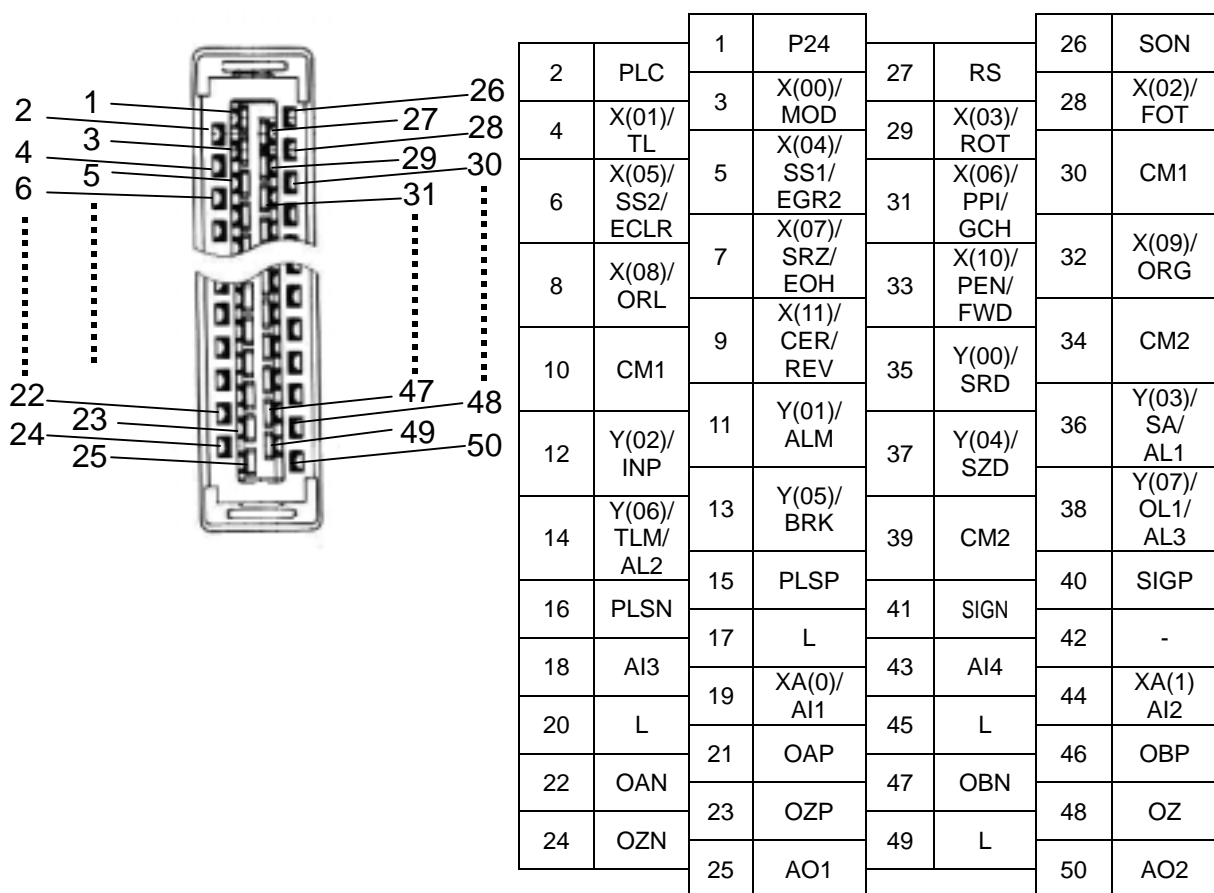 1
2
3
4
5
6
22
23
24
25
26
27
28
29
30
31
47
48
49
50
2 PLC
4 X(01)/
TL
6 X(05)/
SS2/
ECLR
8 X(08)/
ORL
10 CM1
12 Y(02)/
INP
14 Y(06)/
TLM/
AL2
16 PLSN
18 AI3
20 L
22 OAN
24 OZN
1 P24
3 X(00)/
MOD
5 X(04)/
SS1/
EGR2
7 X(07)/
SRZ/
EOH
9 X(11)/
CER/
REV
11 Y(01)/
ALM
13 Y(05)/
BRK
15 PLSP
17 L
19 XA(0)/
AI1
21 OAP
23 OZP
25 AO1
27 RS
29 X(03)/
ROT
31 X(06)/
PPI/
GCH
33 X(10)/
PEN/
FWD
35 Y(00)/
SRD
37 Y(04)/
SZD
39 CM2
41 SIGN
43 AI4
45 L
47 OBN
49 L
26 SON
28 X(02)/
FOT
30 CM1
32 X(09)/
ORG
34 CM2
36 Y(03)/
SA/
AL1
38 Y(07)/
OL1/
AL3
40 SIGP
42 -
44 XA(1)
AI2
46 OBP
48 OZ
50 AO2